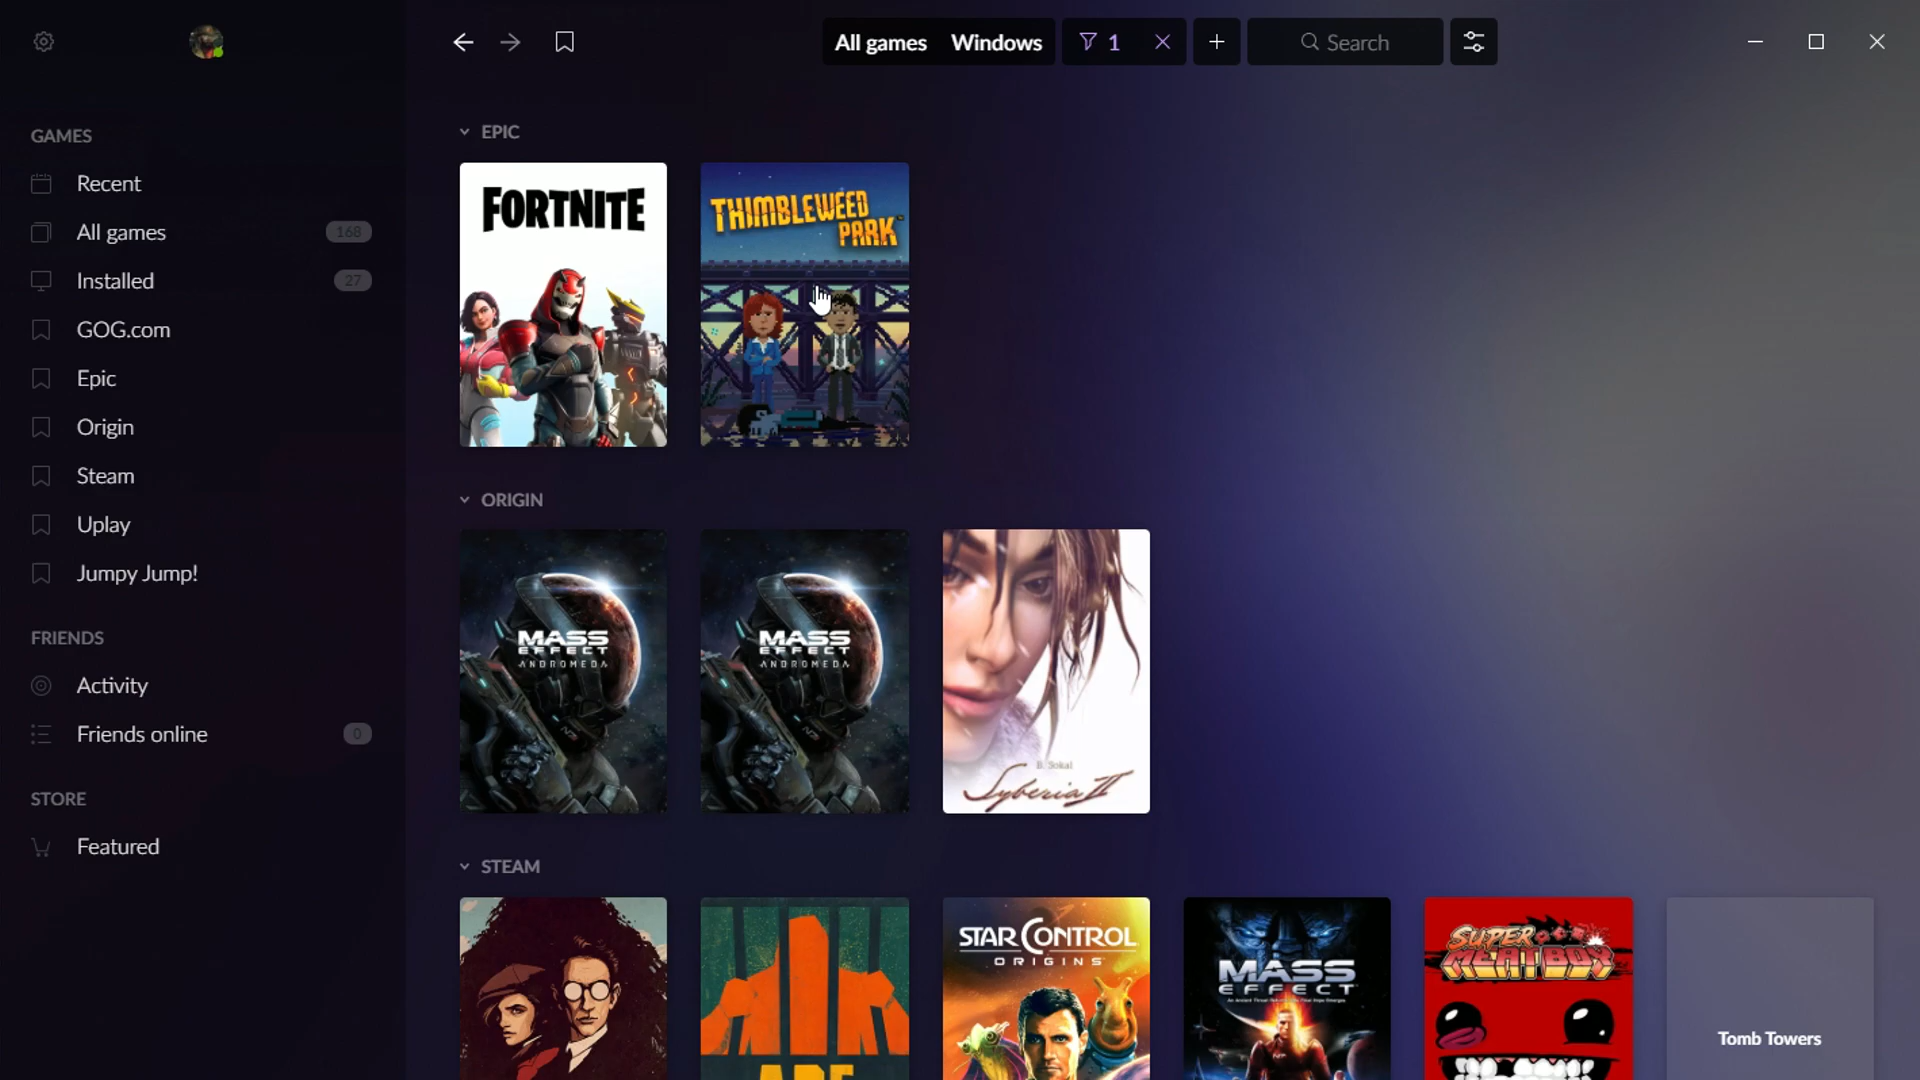 All games Windows 1 Search
GAMES
Recent
All games 168
Installed 27
GOG.com
Epic
Origin
Steam
Uplay
Jumpy Jump!
FRIENDS
Activity
Friends online 0
STORE
Featured
EPIC
FORTNITE
THIMBLEWEED
PARK™
ORIGIN
MASS
EFFECT
ANDROMEDA
MASS
EFFECT
ANDROMEDA
B. Sokal
Syberia II
STEAM
STAR CONTROL
ORIGINS
MASS
EFFECT
SUPER
MEAT BOY
Tomb Towers